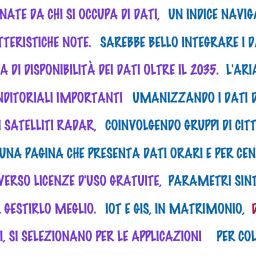 NATE DA CHI SI OCCUPA DI DATI, UN INDICE NAVIGA
TTERISTICHE NOTE. SAREBBE BELLO INTEGRARE I DA
A DI DISPONIBILITÀ DEI DATI OLTRE IL 2035. L'ARIA
NDITORIALI IMPORTANTI UMANIZZANDO I DATI D
I SATELLITI RADAR, COINVOLGENDO GRUPPI DI CITT
UNA PAGINA CHE PRESENTA DATI ORARI E PER CEN
VERSO LICENZE D'USO GRATUITE, PARAMETRI SINT
GESTIRLO MEGLIO. IOT E GIS, IN MATRIMONIO,
I, SI SELEZIONANO PER LE APPLICAZIONI PER COL